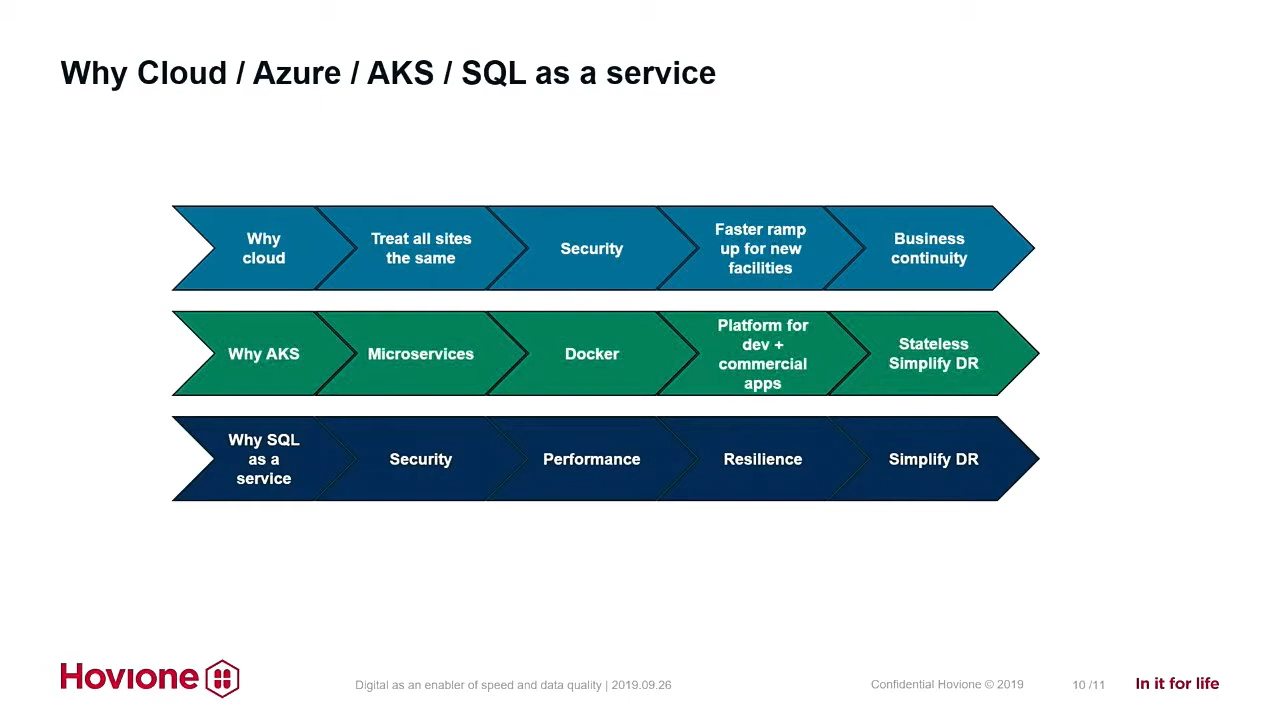 Why Cloud / Azure / AKS / SQL as a service
Why
cloud
Treat all sites
the same
Security
Faster ramp
up for new
facilities
Business
continuity
Why AKS
Microservices
Docker
Platform for
dev +
commercial
apps
Stateless
Simplify DR
Why SQL
as a
service
Security
Performance
Resilience
Simplify DR
Hovione
Digital as an enabler of speed and data quality | 2019.09.26
Confidential Hovione © 2019
10 /11
In it for life